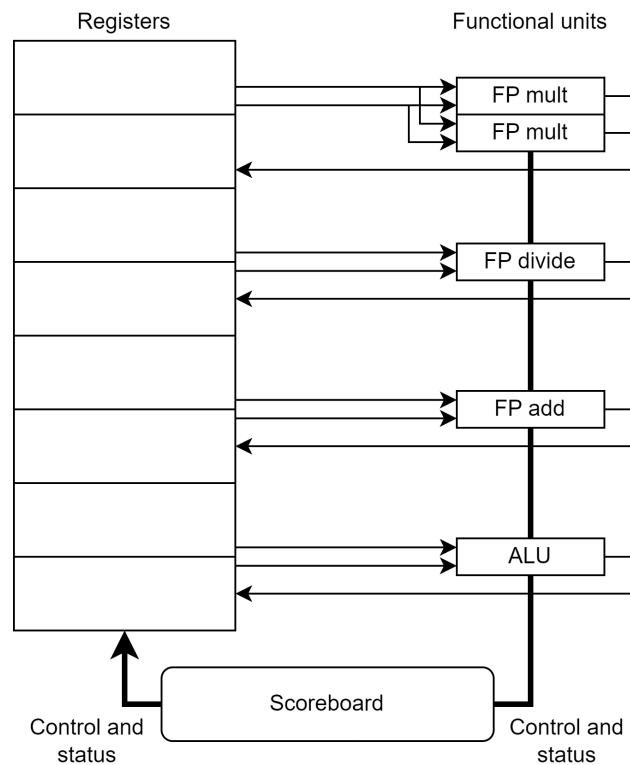 Registers
Functional units
FP mult
FP mult
FP divide
FP add
ALU
Scoreboard
Control and
status
Control and
status